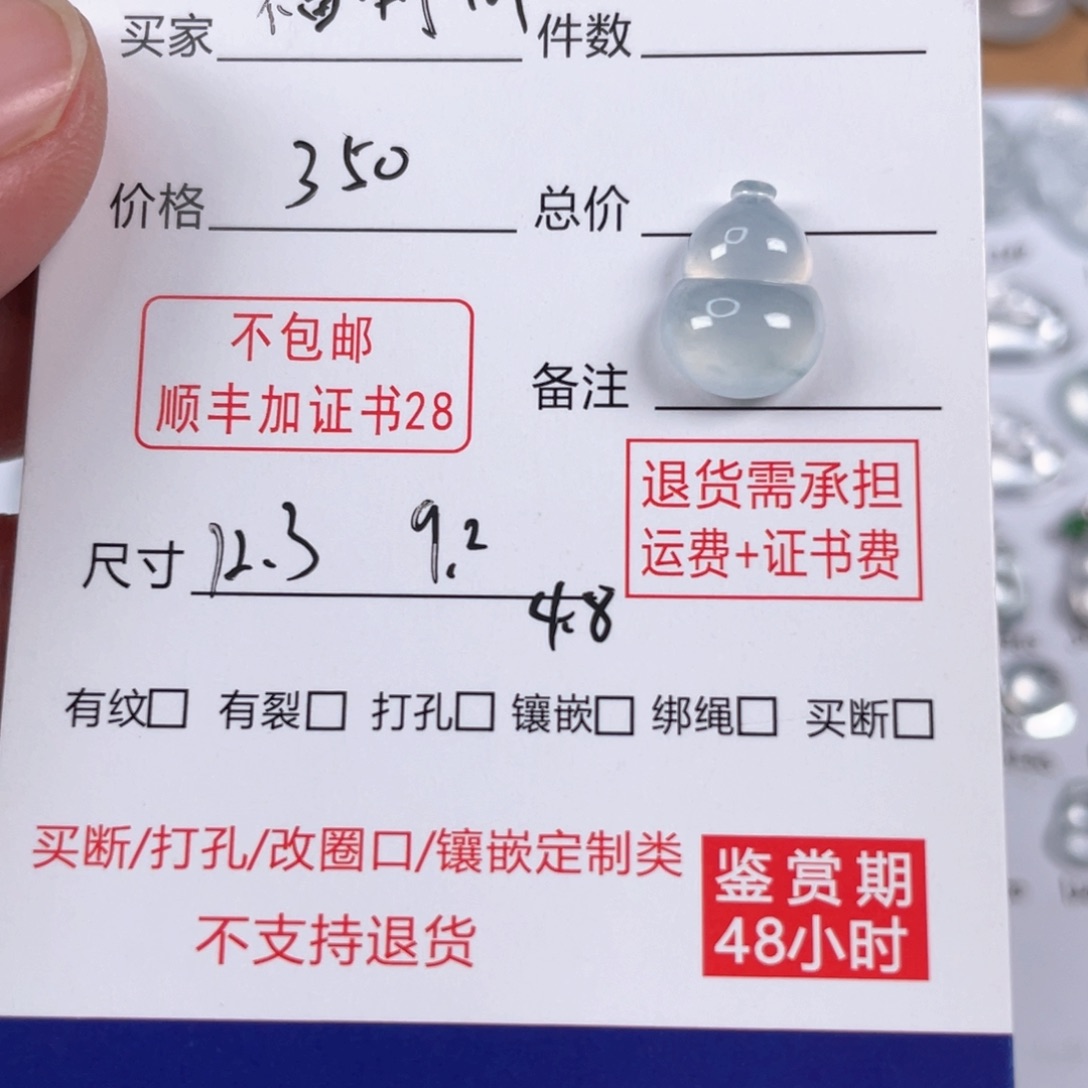 买家 件数
价格 350 总价
不包邮
顺丰加证书28
备注
退货需承担
运费+证书费
尺寸 12.3 9.2 4.8
有纹□ 有裂□ 打孔□ 镶嵌□ 绑绳□ 买断□
买断/打孔/改圈口/镶嵌定制类
不支持退货
鉴赏期
48小时